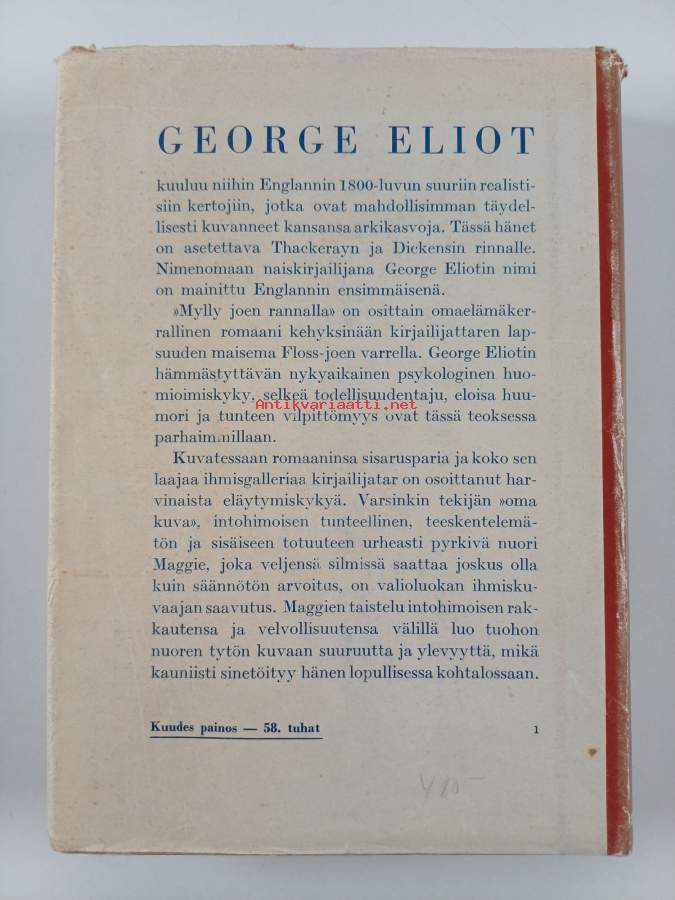 GEORGE ELIOT
kuuluu niihin Englannin 1800-luvun suuriin realisti-
siin kertojiin, jotka ovat mahdollisimman täydel-
lisesti kuvanneet kansansa arkikasvoja. Tässä hänet
on asetettava Thackerayn ja Dickensin rinnalle.
Nimenomaan naiskirjailijana George Eliotin nimi
on mainittu Englannin ensimmäisenä.
»Mylly joen rannalla» on osittain omaelämäker-
rallinen romaani kehyksinään kirjailijattaren lap-
suuden maisema Floss-joen varrella. George Eliotin
hämmästyttävän nykyaikainen psykologinen huo-
mioimiskyky, selkeä todellisuudentaju, eloisa huu-
Antikvariaatti.net
mori ja tunteen vilpittömyys ovat tässä teoksessa
parhaimmillaan.
Kuvatessaan romaaninsa sisarusparia ja koko sen
laajaa ihmisgalleriaa kirjailijatar on osoittanut har-
vinaista eläytymiskykyä. Varsinkin tekijän »oma
kuva», intohimoisen tunteellinen, teeskentelemä-
tön ja sisäiseen totuuteen urheasti pyrkivä nuori
Maggie, joka veljensä silmissä saattaa joskus olla
kuin säännötön arvoitus, on valioluokan ihmisku-
vaajan saavutus. Maggien taistelu intohimoisen rak-
kautensa ja velvollisuutensa välillä luo tuohon
nuoren tytön kuvaan suuruutta ja ylevyyttä, mikä
kauniisti sinetöityy hänen lopullisessa kohtalossaan.
Kuudes painos — 58. tuhat 1